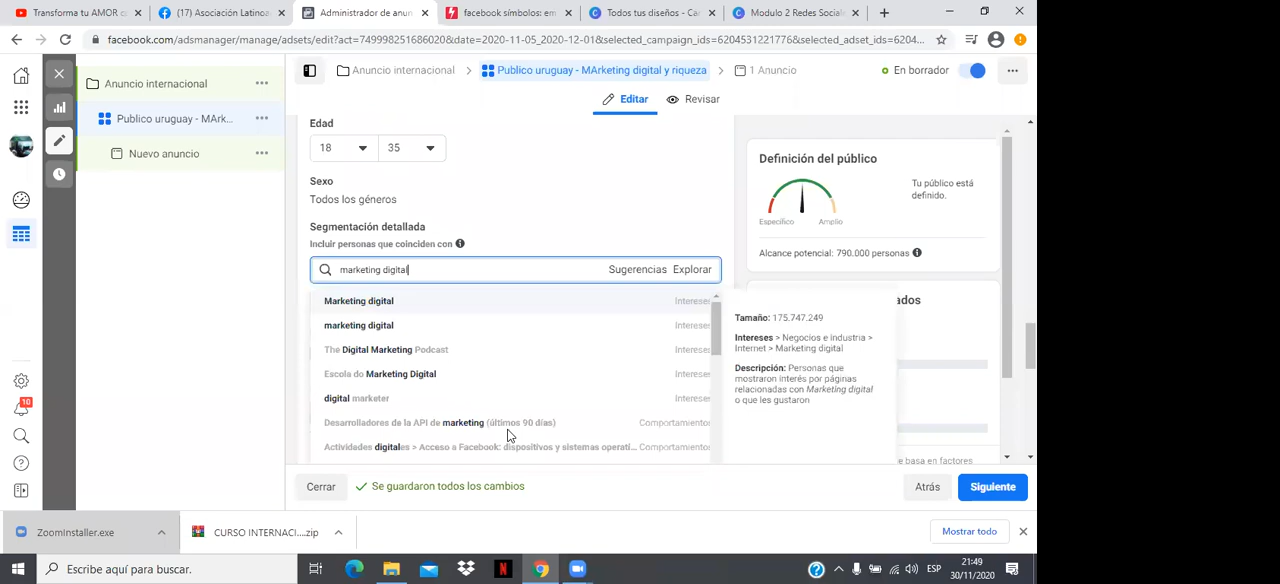 Transforma tu AMOR c
(17) Asociación Latinoa
Administrador de anun
facebook símbolos: em
Todos tus diseños - Ca
Modulo 2 Redes Sociale
facebook.com/adsmanager/manage/adsets/edit?act=749998251686020&date=2020-11-05_2020-12-01&selected_campaign_ids=6204531221776&selected_adset_ids=6204...
Anuncio internacional
Publico uruguay - MArk...
Nuevo anuncio
10
Anuncio internacional
Publico uruguay - MArketing digital y riqueza
1 Anuncio
En borrador
Editar
Revisar
Edad
18
35
Sexo
Todos los géneros
Segmentación detallada
Incluir personas que coinciden con
marketing digital
Sugerencias
Explorar
Marketing digital
Intereses
marketing digital
Intereses
The Digital Marketing Podcast
Intereses
Escola do Marketing Digital
Intereses
digital marketer
Intereses
Desarrolladores de la API de marketing (últimos 90 días)
Comportamientos
Actividades digitales > Acceso a Facebook: dispositivos y sistemas operati...
Comportamientos
Definición del público
Tu público está
definido.
Específico
Amplio
Alcance potencial: 790.000 personas
ados
Tamaño: 175.747.249
Intereses > Negocios e industria >
Internet > Marketing digital
Descripción: Personas que
mostraron interés por páginas
relacionadas con Marketing digital
o que les gustaron
se basa en factores
Cerrar
Se guardaron todos los cambios
Atrás
Siguiente
ZoomInstaller.exe
CURSO INTERNACI....zip
Mostrar todo
Escribe aquí para buscar.
ESP
21:49
30/11/2020